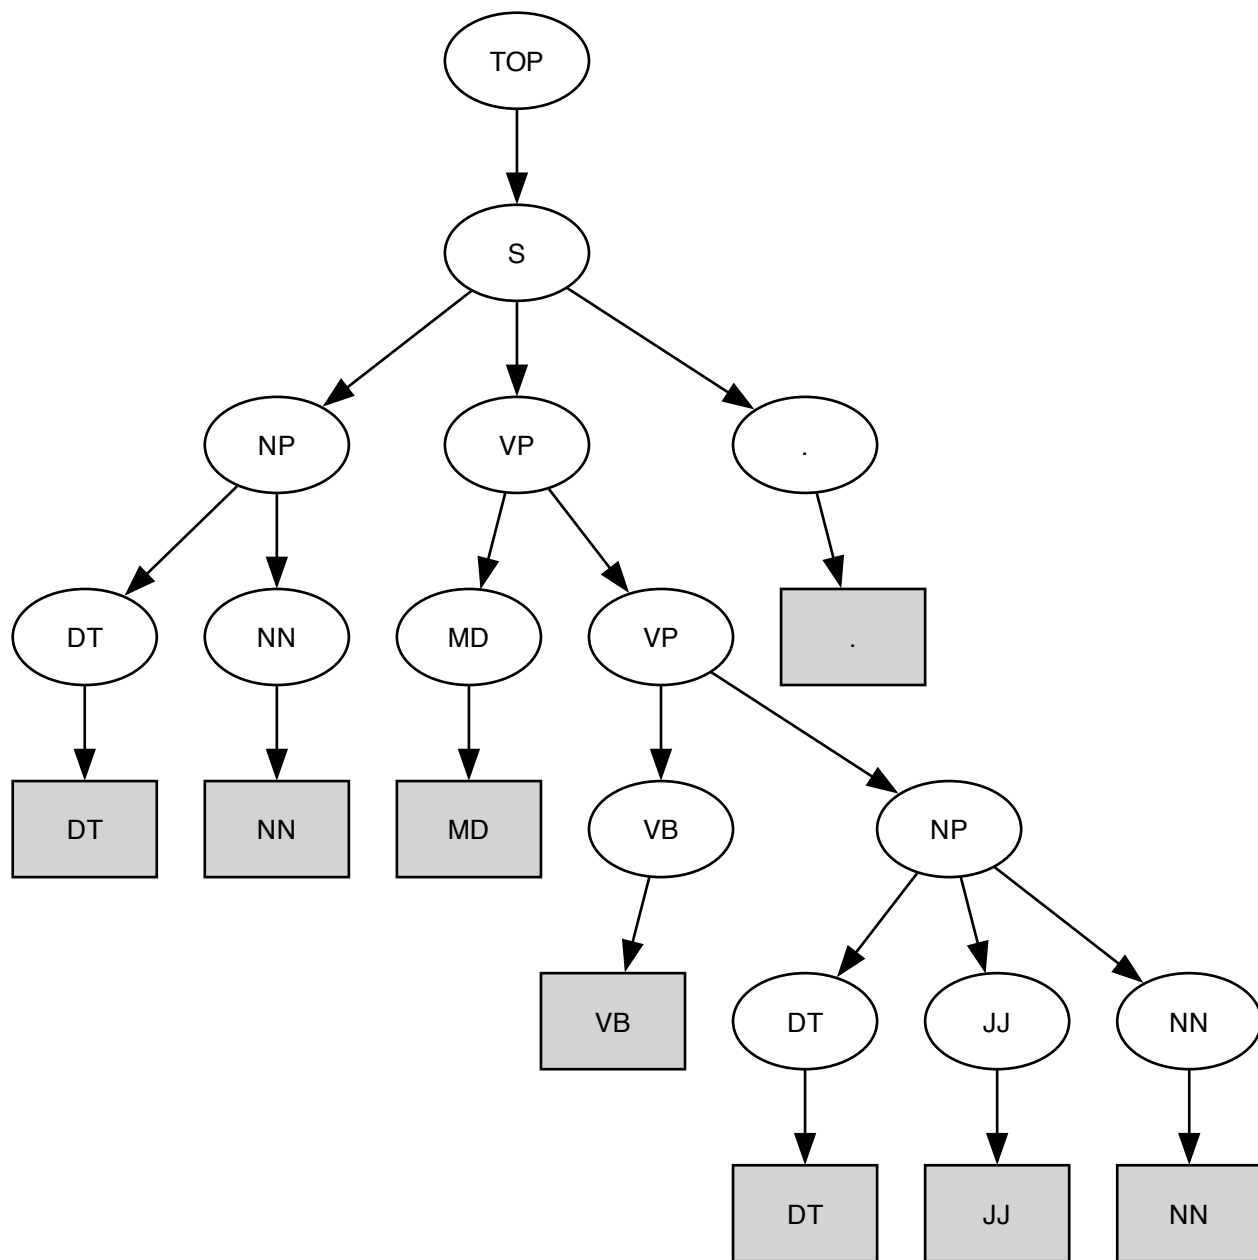 TOP
S
NP VP .
DT NN MD VP .
DT NN MD VB NP
VB DT JJ NN
DT JJ NN